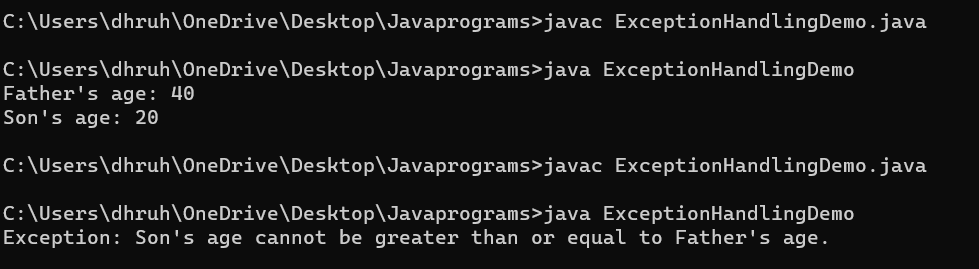 C:\Users\dhruh\OneDrive\Desktop\Javaprograms>javac ExceptionHandlingDemo.java
C:\Users\dhruh\OneDrive\Desktop\Javaprograms>java ExceptionHandlingDemo
Father's age: 40
Son's age: 20
C:\Users\dhruh\OneDrive\Desktop\Javaprograms>javac ExceptionHandlingDemo.java
C:\Users\dhruh\OneDrive\Desktop\Javaprograms>java ExceptionHandlingDemo
Exception: Son's age cannot be greater than or equal to Father's age.